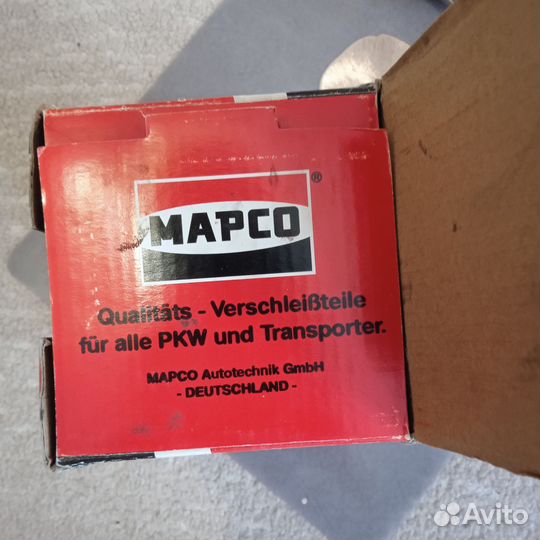 MAPCO ®
Qualitäts - Verschleißteile
für alle PKW und Transporter.
MAPCO Autotechnik GmbH
- DEUTSCHLAND -
Avito